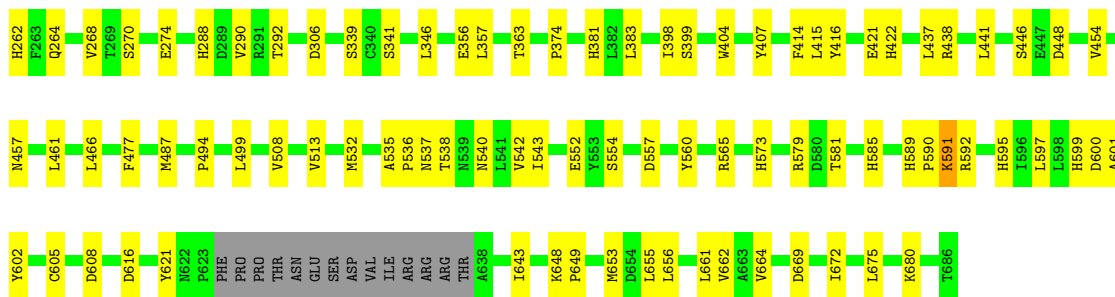 H262 F263 Q264 V268 T269 S270 E274 H288 D289 V290 R291 T292 D306 S339 C340 S341 L346 E356 L357 T363 P374 H381 L382 L383 I398 S399 W404 Y407 F414 L415 Y416 E421 H422 L437 R438 L441 S446 E447 D448 V454
N457 L461 L466 F477 M487 P494 L499 V508 V513 M532 A535 P536 N537 T538 N539 N540 L541 V542 I543 E552 Y553 S554 D557 Y560 R565 H573 R579 D580 T581 H585 H589 P590 K591 R592 H595 I596 L597 L598 H599 D600 A601
Y602 C605 D608 D616 Y621 N622 P623 PHE PRO PRO THR ASN GLU SER ASP VAL ILE ARG ARG ARG THR A638 I643 K648 P649 M653 D654 L655 L656 L661 V662 A663 V664 D669 I672 L675 K680 T686